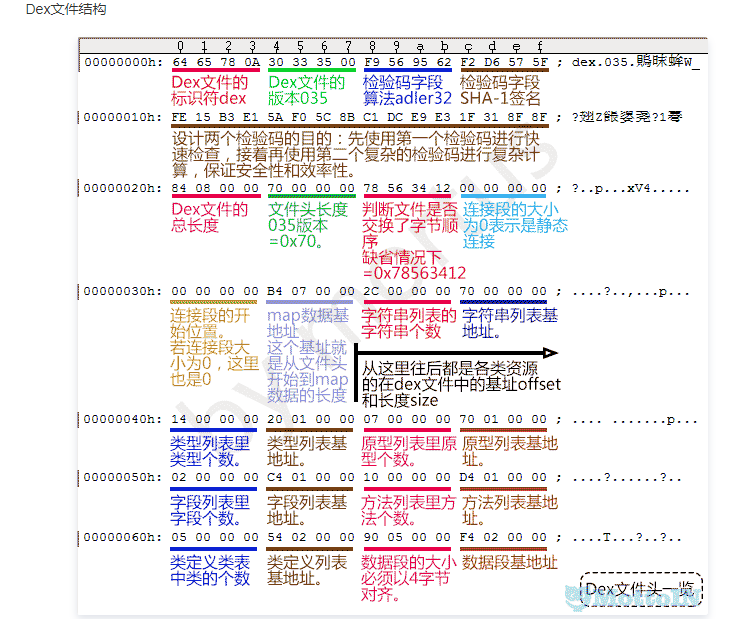 Dex文件结构
0 1 2 3 4 5 6 7 8 9 a b c d e f
00000000h: 64 65 78 0A 30 33 35 00 F9 56 95 62 F2 D6 57 5F ; dex.035.
Dex文件的 Dex文件的 检验码字段 检验码字段
标识符dex 版本035 算法adler32 SHA-1签名
00000010h: FE 15 B3 E1 5A F0 5C 8B C1 DC E9 E3 1F 31 8F 8F ;
设计两个检验码的目的：先使用第一个检验码进行快
速检查，接着再使用第二个复杂的检验码进行复杂计
算，保证安全性和效率性。
00000020h: 84 08 00 00 70 00 00 00 78 56 34 12 00 00 00 00 ; ?..p...xV4.....
Dex文件的 文件头长度 判断文件是否 连接段的大小
总长度 035版本 交换了字节顺 为0表示是静态
=0x70。 序 连接
缺省情况下
=0x78563412
00000030h: 00 00 00 00 B4 07 00 00 2C 00 00 00 70 00 00 00 ; ....?..,...p...
连接段的开 map数据基 字符串列表的 字符串列表基
始位置。 地址 字符串个数 地址。
若连接段大 这个基址就
小为0，这里 是从文件头
也是0 开始到map
数据的长度
从这里往后都是各类资源
的在dex文件中的基址offset
和长度size
00000040h: 14 00 00 00 20 01 00 00 07 00 00 00 70 01 00 00 ; .... .......p...
类型列表里 类型列表基 原型列表里原 原型列表基地
类型个数。 地址。 型个数。 址。
00000050h: 02 00 00 00 C4 01 00 00 10 00 00 00 D4 01 00 00 ; ....?......?..
字段列表里 字段列表基 方法列表里方 方法列表基地
字段个数。 地址。 法个数。 址。
00000060h: 05 00 00 00 54 02 00 00 90 05 00 00 F4 02 00 00 ; ....T...?..?..
类定义类表 类定义列表 数据段的大小 数据段基地址
中类的个数 基地址。 必须以4字节
对齐。
Dex文件头一览